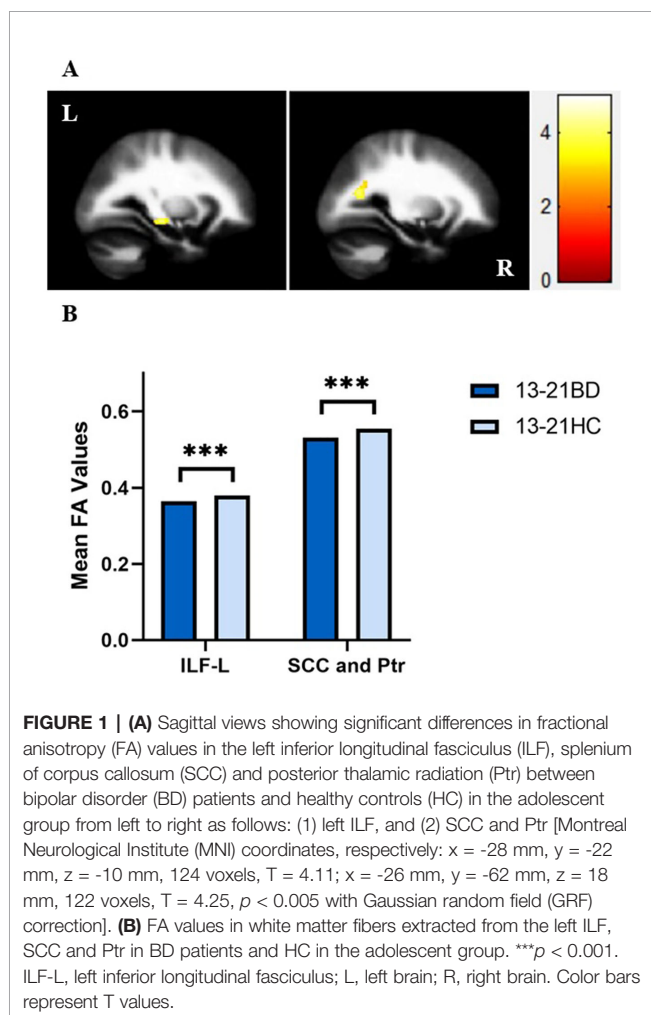 A
L
R
4
2
0
B
13-21BD
13-21HC
Mean FA Values
0.6
0.4
0.2
0.0
***
***
ILF-L
SCC and Ptr
FIGURE 1 | (A) Sagittal views showing significant differences in fractional
anisotropy (FA) values in the left inferior longitudinal fasciculus (ILF), splenium
of corpus callosum (SCC) and posterior thalamic radiation (Ptr) between
bipolar disorder (BD) patients and healthy controls (HC) in the adolescent
group from left to right as follows: (1) left ILF, and (2) SCC and Ptr [Montreal
Neurological Institute (MNI) coordinates, respectively: x = -28 mm, y = -22
mm, z = -10 mm, 124 voxels, T = 4.11; x = -26 mm, y = -62 mm, z = 18
mm, 122 voxels, T = 4.25, p < 0.005 with Gaussian random field (GRF)
correction]. (B) FA values in white matter fibers extracted from the left ILF,
SCC and Ptr in BD patients and HC in the adolescent group. ***p < 0.001.
ILF-L, left inferior longitudinal fasciculus; L, left brain; R, right brain. Color bars
represent T values.